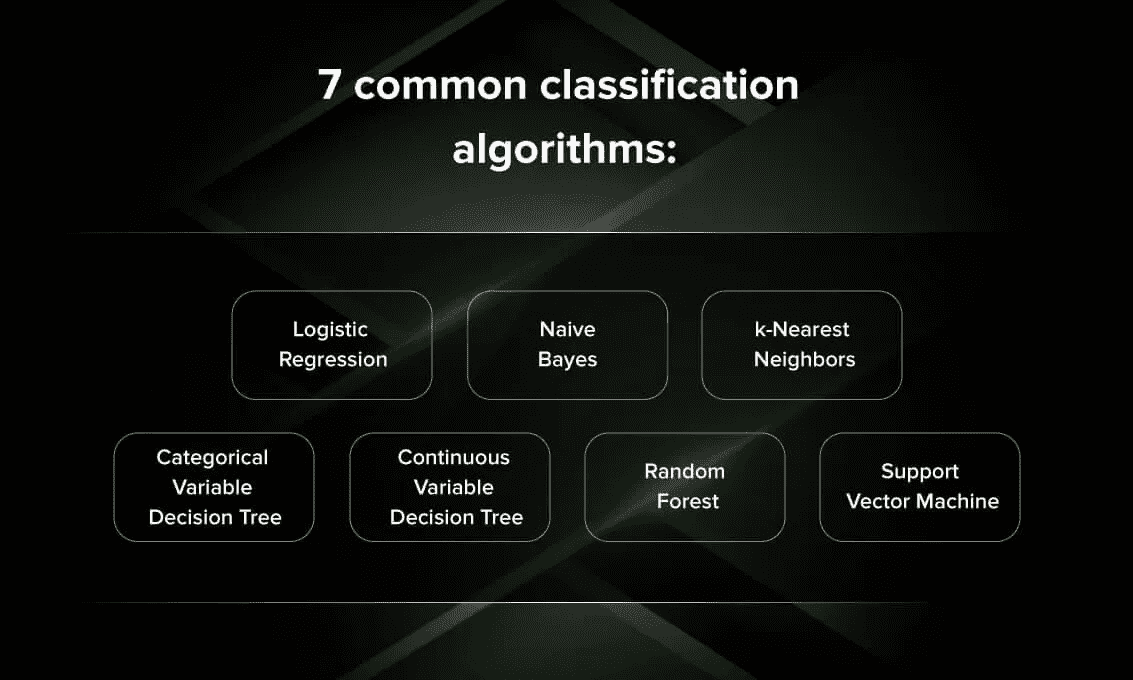 7 common classification
algorithms:
Logistic
Regression
Naive
Bayes
k-Nearest
Neighbors
Categorical
Variable
Decision Tree
Continuous
Variable
Decision Tree
Random
Forest
Support
Vector Machine